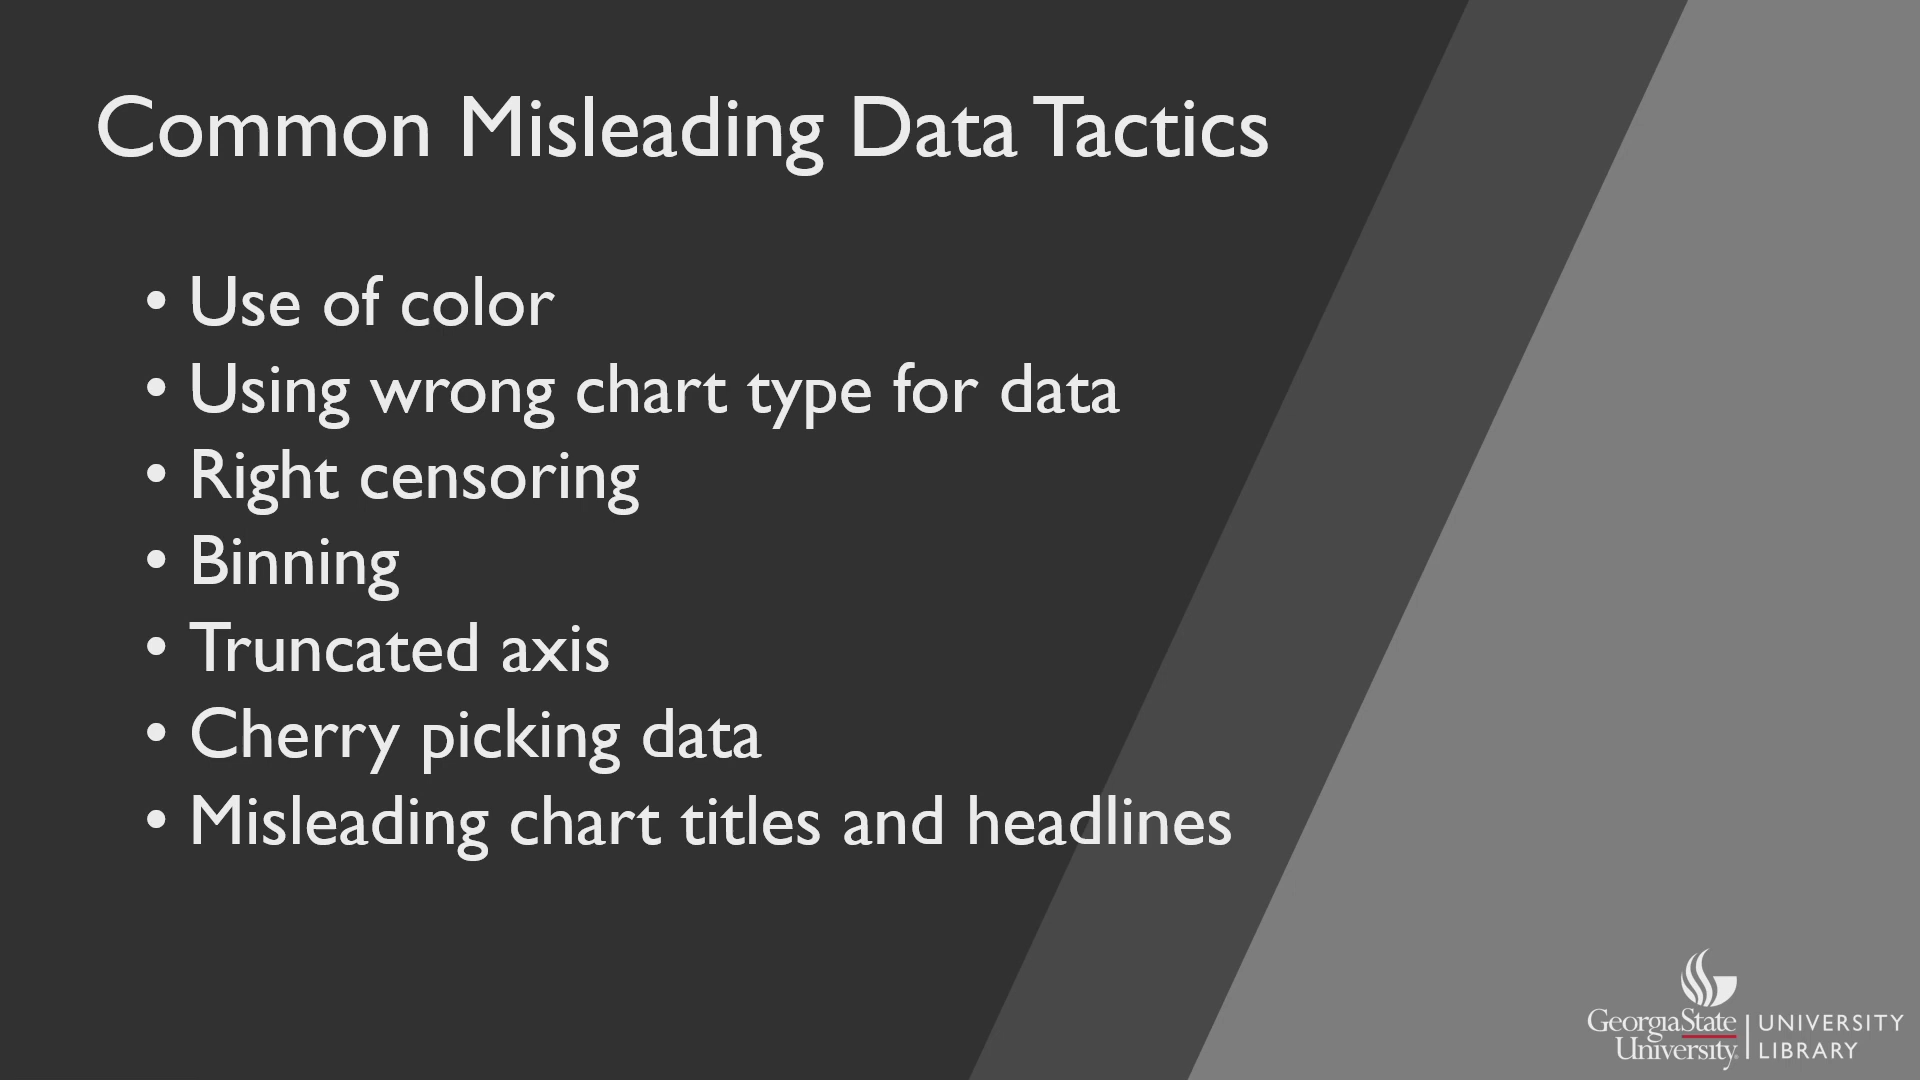 Common Misleading Data Tactics
• Use of color
• Using wrong chart type for data
• Right censoring
• Binning
• Truncated axis
• Cherry picking data
• Misleading chart titles and headlines
GeorgiaState
University
UNIVERSITY
LIBRARY